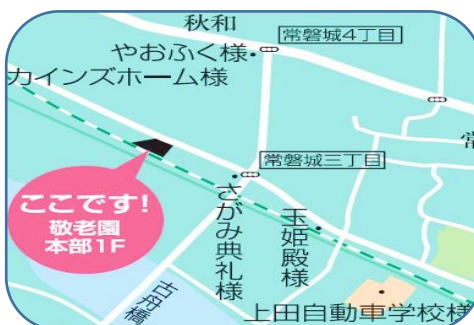 秋和
常磐城4丁目
やおふく様
カインズホーム様
常
常磐城三丁目
ここです!
敬老園
本部1F
さがみ典礼様
玉姫殿様
古舟橋
上田自動車学校様